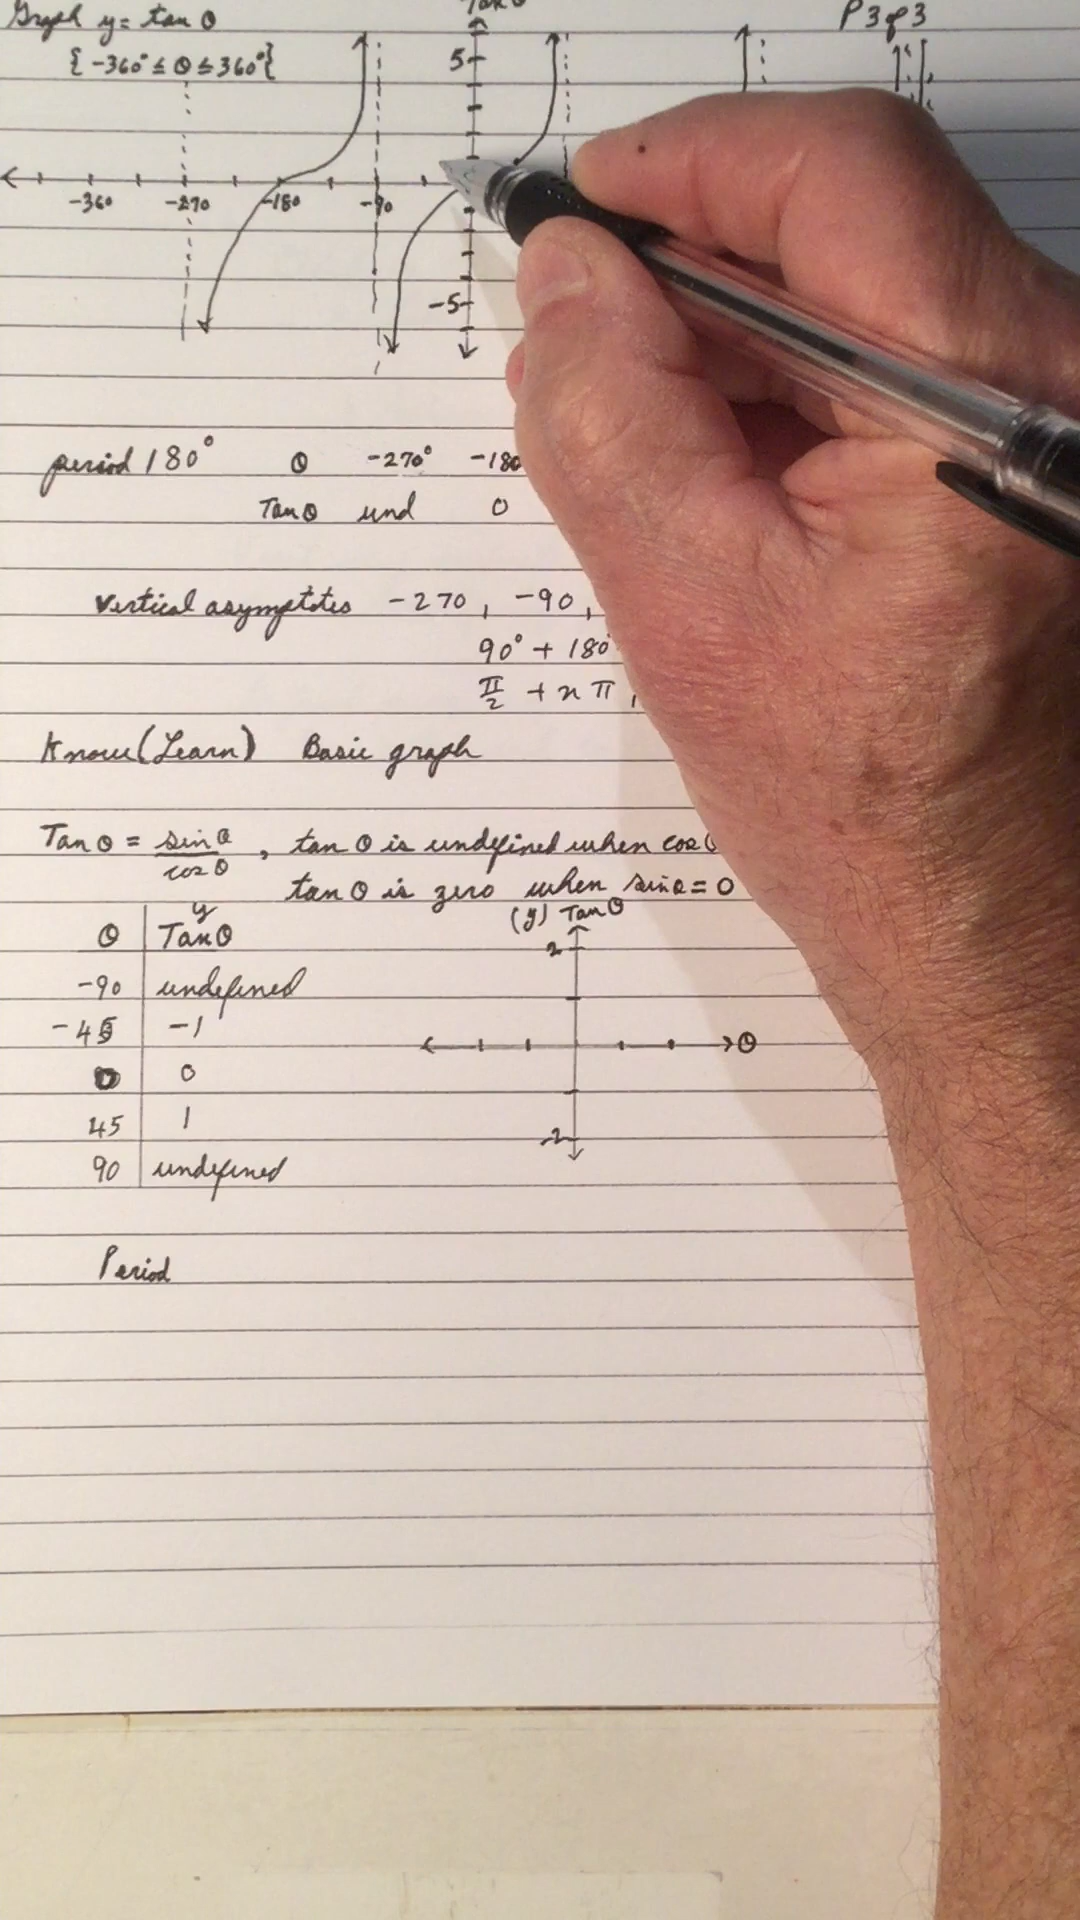 Graph y = tan θ
Tan θ
P 3 of 3
{ -360° ≤ θ ≤ 360° }
5
-360 -270 -180 -90
-5
period 180° θ -270° -180
Tan θ und 0
Vertical asymptotes -270, -90,
90° + 180
π/2 + n π,
Know (Learn) Basic graph
Tan θ = sin θ / cos θ, tan θ is undefined when cos θ
tan θ is zero when sin θ = 0
y (y) Tan θ
θ Tan θ 2
-90 undefined
-45 -1
θ
0 0
45 1 -2
90 undefined
Period